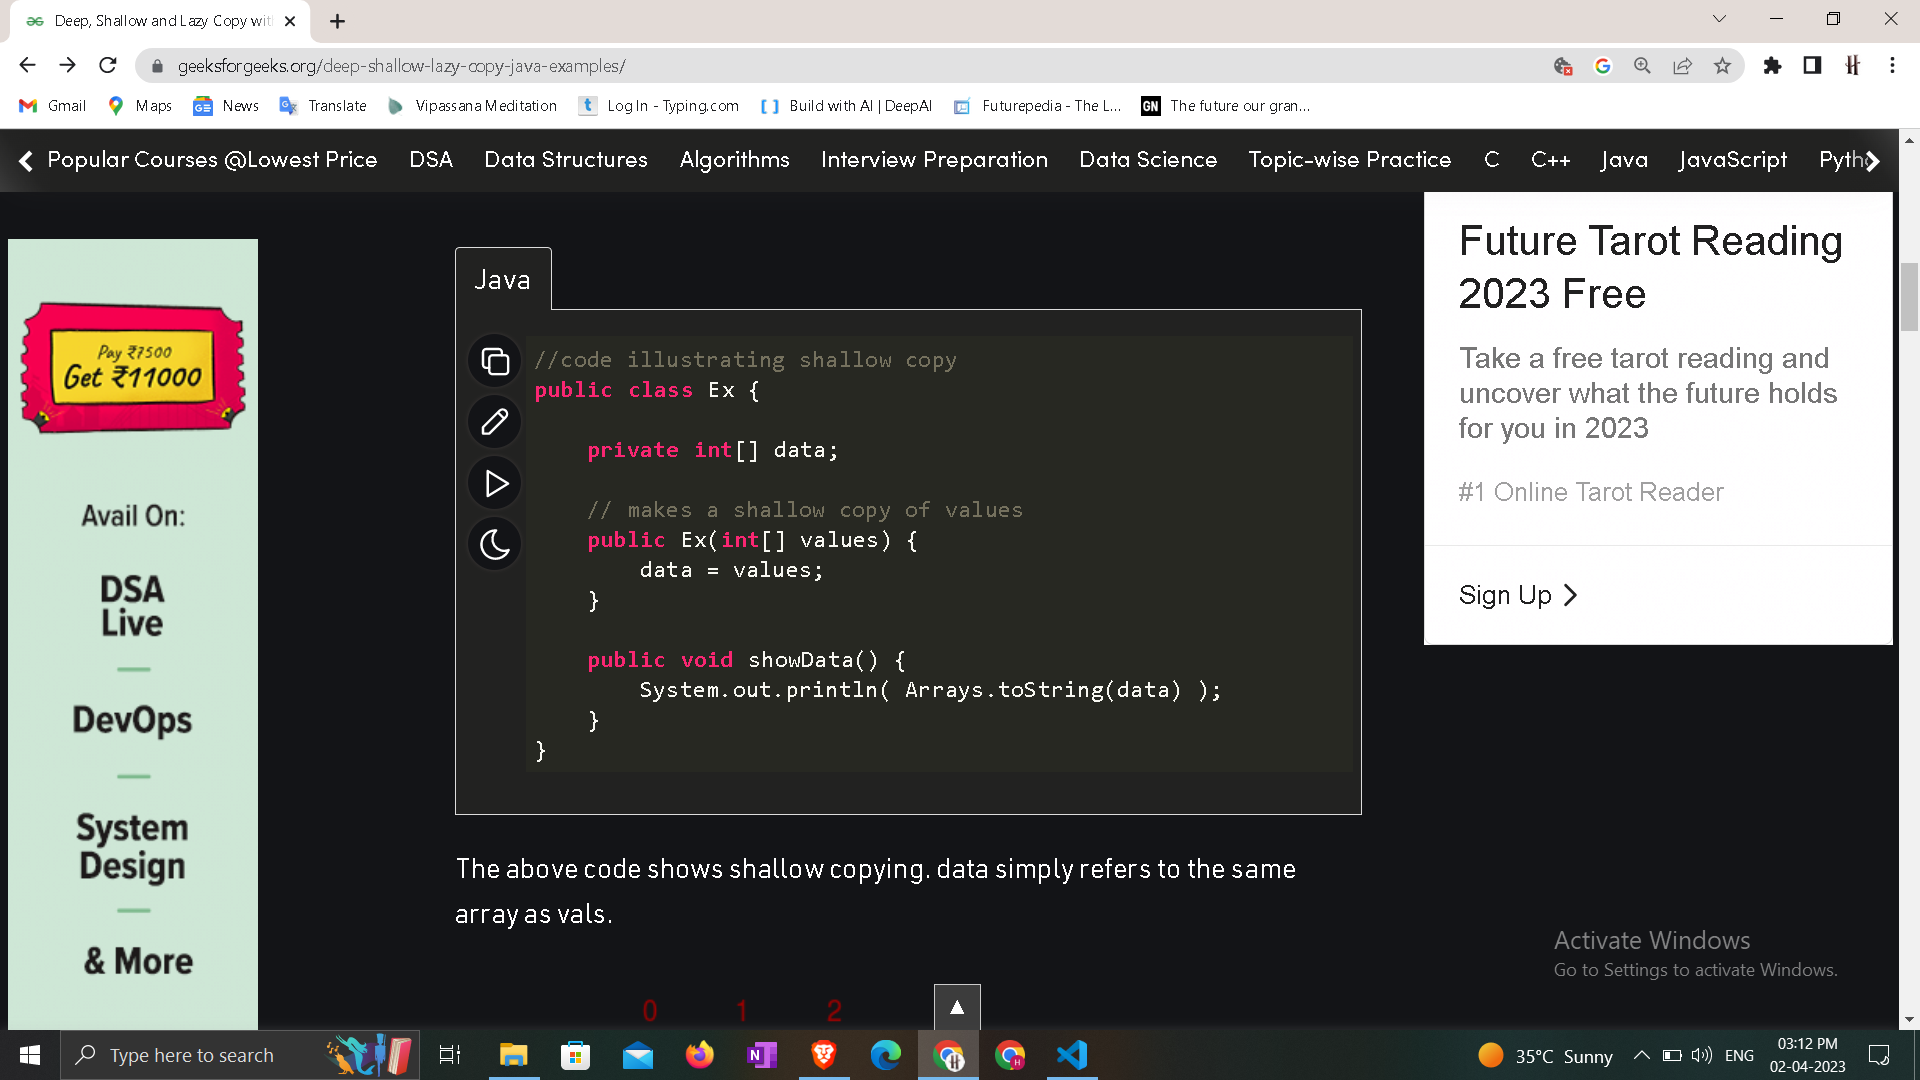 Deep, Shallow and Lazy Copy with
geeksforgeeks.org/deep-shallow-lazy-copy-java-examples/
Gmail
Maps
News
Translate
Vipassana Meditation
Log In - Typing.com
Build with AI | DeepAI
Futurepedia - The L...
GN
The future our gran...
Popular Courses @Lowest Price
DSA
Data Structures
Algorithms
Interview Preparation
Data Science
Topic-wise Practice
C
C++
Java
JavaScript
Pytho
Pay ₹7500
Get ₹11000
Avail On:
DSA
Live
DevOps
System
Design
& More
Java
//code illustrating shallow copy
public class Ex {
private int[] data;
// makes a shallow copy of values
public Ex(int[] values) {
data = values;
}
public void showData() {
System.out.println( Arrays.toString(data) );
}
}
The above code shows shallow copying. data simply refers to the same
array as vals.
0 1 2
Future Tarot Reading
2023 Free
Take a free tarot reading and
uncover what the future holds
for you in 2023
#1 Online Tarot Reader
Sign Up
Activate Windows
Go to Settings to activate Windows.
Type here to search
35°C Sunny
ENG
03:12 PM
02-04-2023